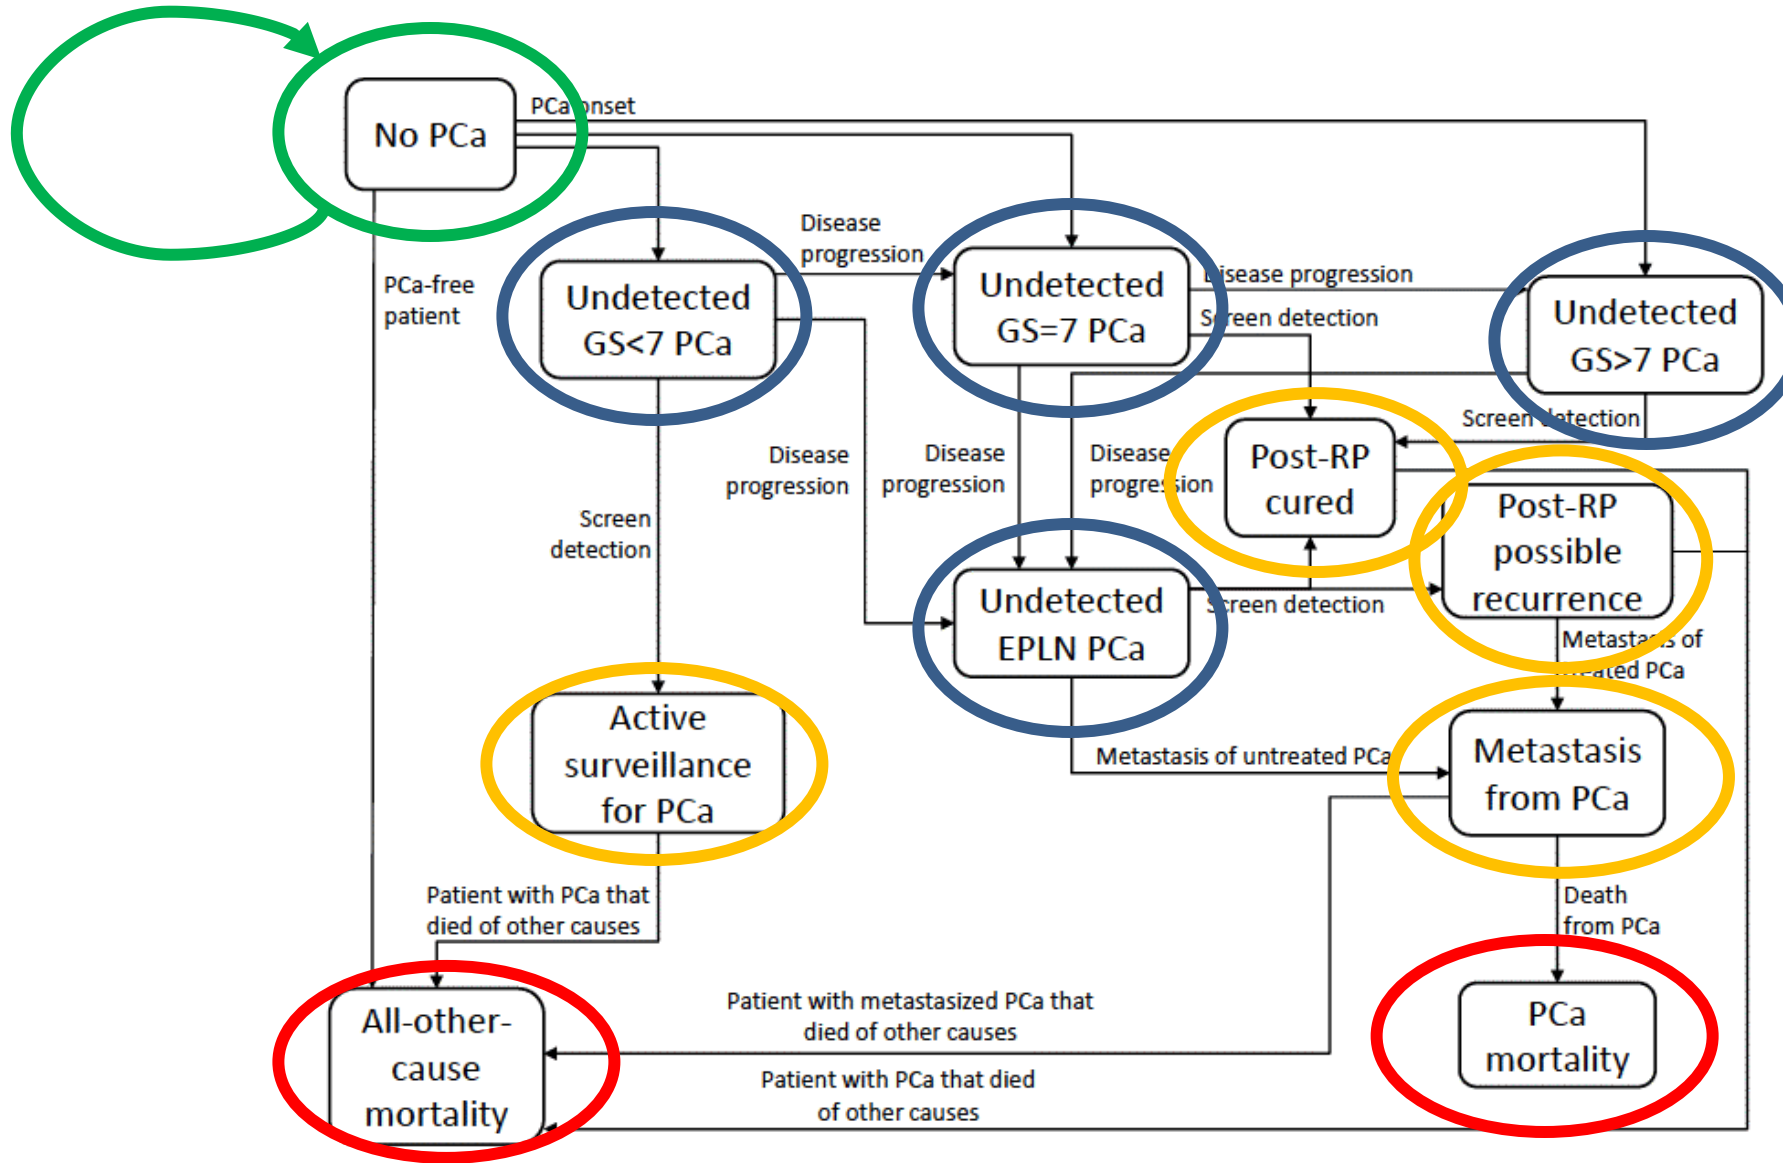 PCa onset
No PCa
Disease
progression
PCa-free
patient
Undetected
GS<7 PCa
Undetected
GS=7 PCa
Disease progression
Screen detection
Undetected
GS>7 PCa
Screen detection
Disease
progression
Disease
progression
Disease
progression
Post-RP
cured
Post-RP
possible
recurrence
Screen
detection
Undetected
EPLN PCa
Screen detection
Metastasis of
treated PCa
Active
surveillance
for PCa
Metastasis of untreated PCa
Metastasis
from PCa
Patient with PCa that
died of other causes
Death
from PCa
All-other-
cause
mortality
Patient with metastasized PCa that
died of other causes
PCa
mortality
Patient with PCa that died
of other causes